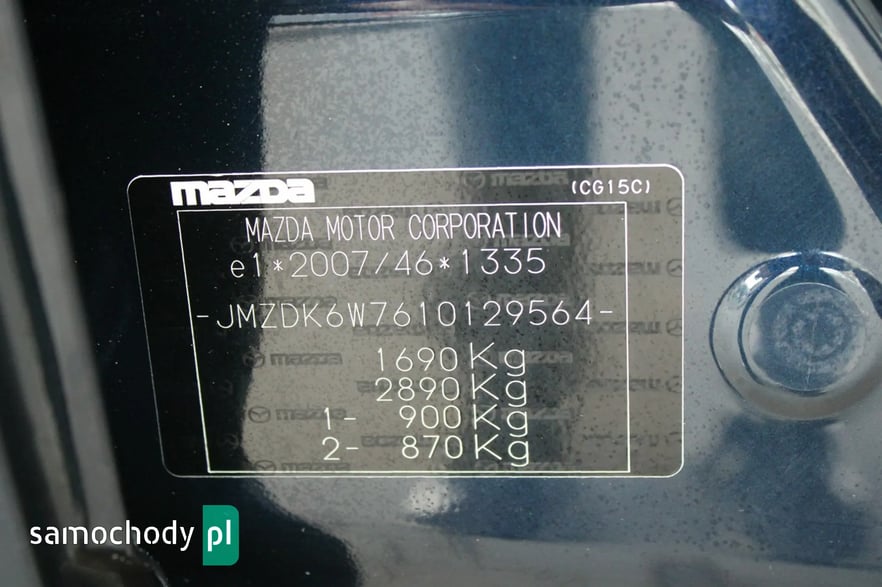 mazda (CG15C)
MAZDA MOTOR CORPORATION
e1*2007/46*1335
-JMZDK6W7610129564-
1690 Kg
2890 Kg
1- 900 Kg
2- 870 Kg
samochody pl